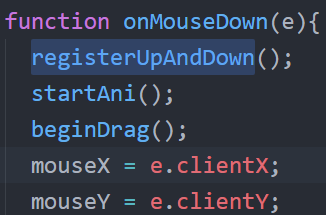 function onMouseDown(e){
registerUpAndDown();
startAni();
beginDrag();
mouseX = e.clientX;
mouseY = e.clientY;